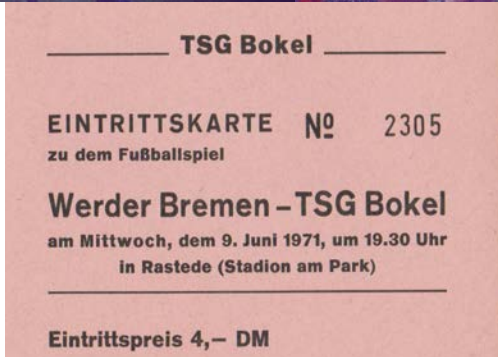 TSG Bokel
EINTRITTSKARTE Nº 2305
zu dem Fußballspiel
Werder Bremen – TSG Bokel
am Mittwoch, dem 9. Juni 1971, um 19.30 Uhr
in Rastede (Stadion am Park)
Eintrittspreis 4,— DM